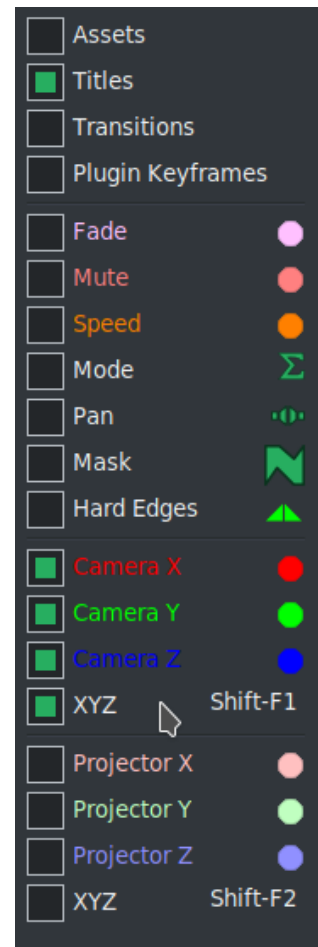 Assets
Titles
Transitions
Plugin Keyframes
Fade
Mute
Speed
Mode Σ
Pan
Mask
Hard Edges
Camera X
Camera Y
Camera Z
XYZ Shift-F1
Projector X
Projector Y
Projector Z
XYZ Shift-F2